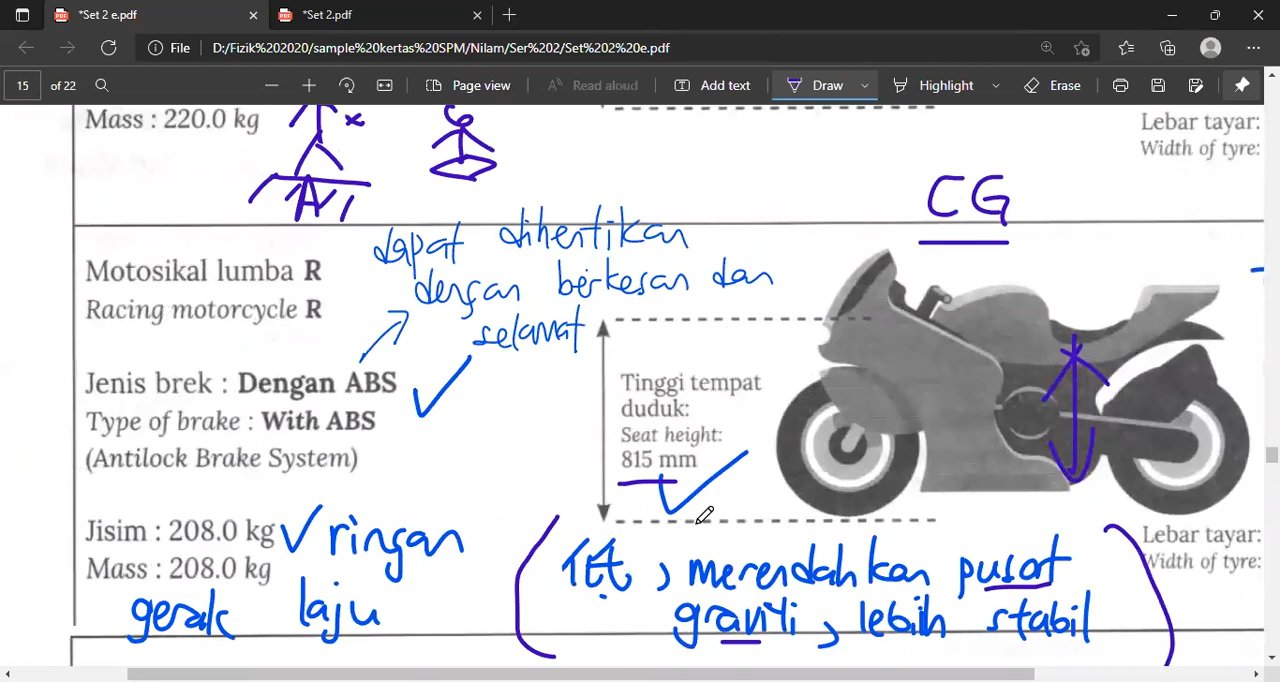 *Set 2 e.pdf
*Set 2.pdf
File
D:/Fizik%202020/sample%20kertas%20SPM/Nilam/Ser%202/Set%202%20e.pdf
15 of 22
Page view
Read aloud
Add text
Draw
Highlight
Erase
Mass : 220.0 kg
Lebar tayar:
Width of tyre:
CG
Motosikal lumba R
Racing motorcycle R
dapat dihentikan
dengan berkesan dan
selamat
Jenis brek : Dengan ABS
Type of brake : With ABS
(Antilock Brake System)
Tinggi tempat
duduk:
Seat height:
815 mm
Jisim : 208.0 kg
Mass : 208.0 kg
ringan
gerak laju
, merendahkan pusat
graviti, lebih stabil
Lebar tayar:
Width of tyre: